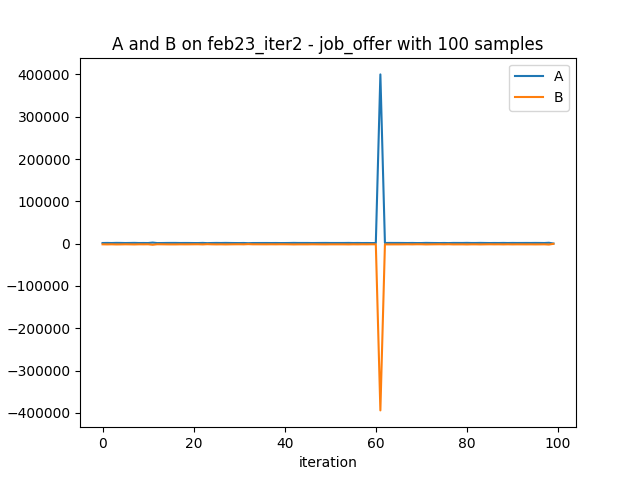 A and B on feb23_iter2 - job_offer with 100 samples
A
B
400000
300000
200000
100000
0
−100000
−200000
−300000
−400000
0 20 40 60 80 100
iteration